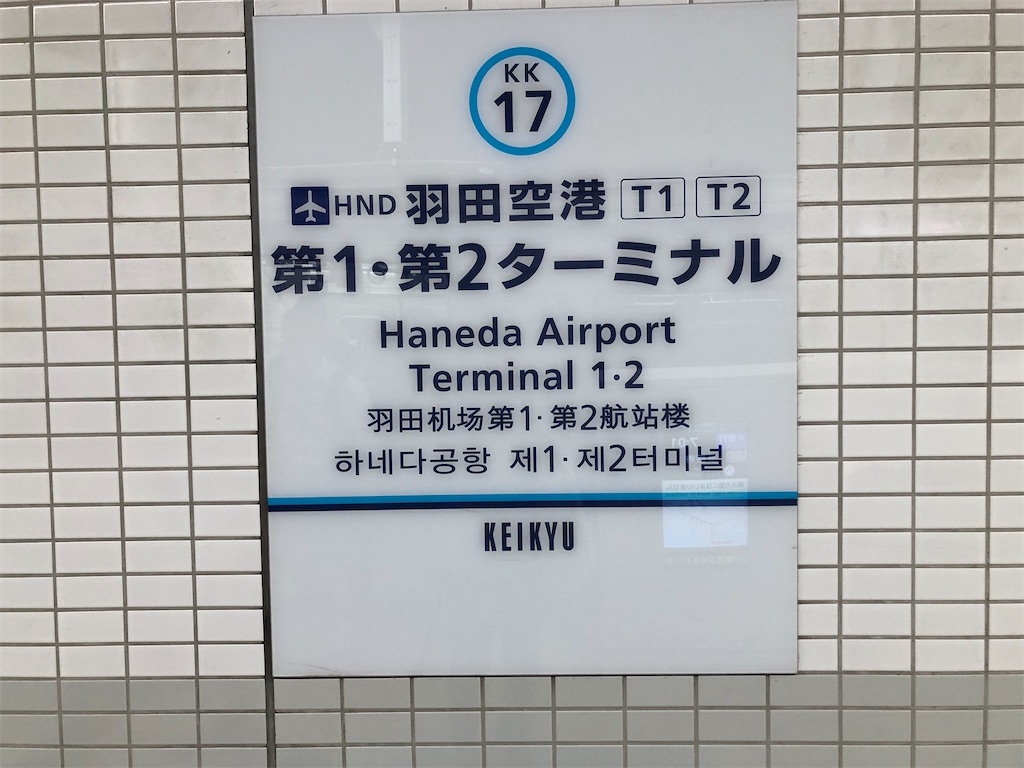 KK
17
HND 羽田空港 T1 T2
第1・第2ターミナル
Haneda Airport
Terminal 1·2
羽田机场第1·第2航站楼
하네다공항 제1·제2터미널
KEIKYU